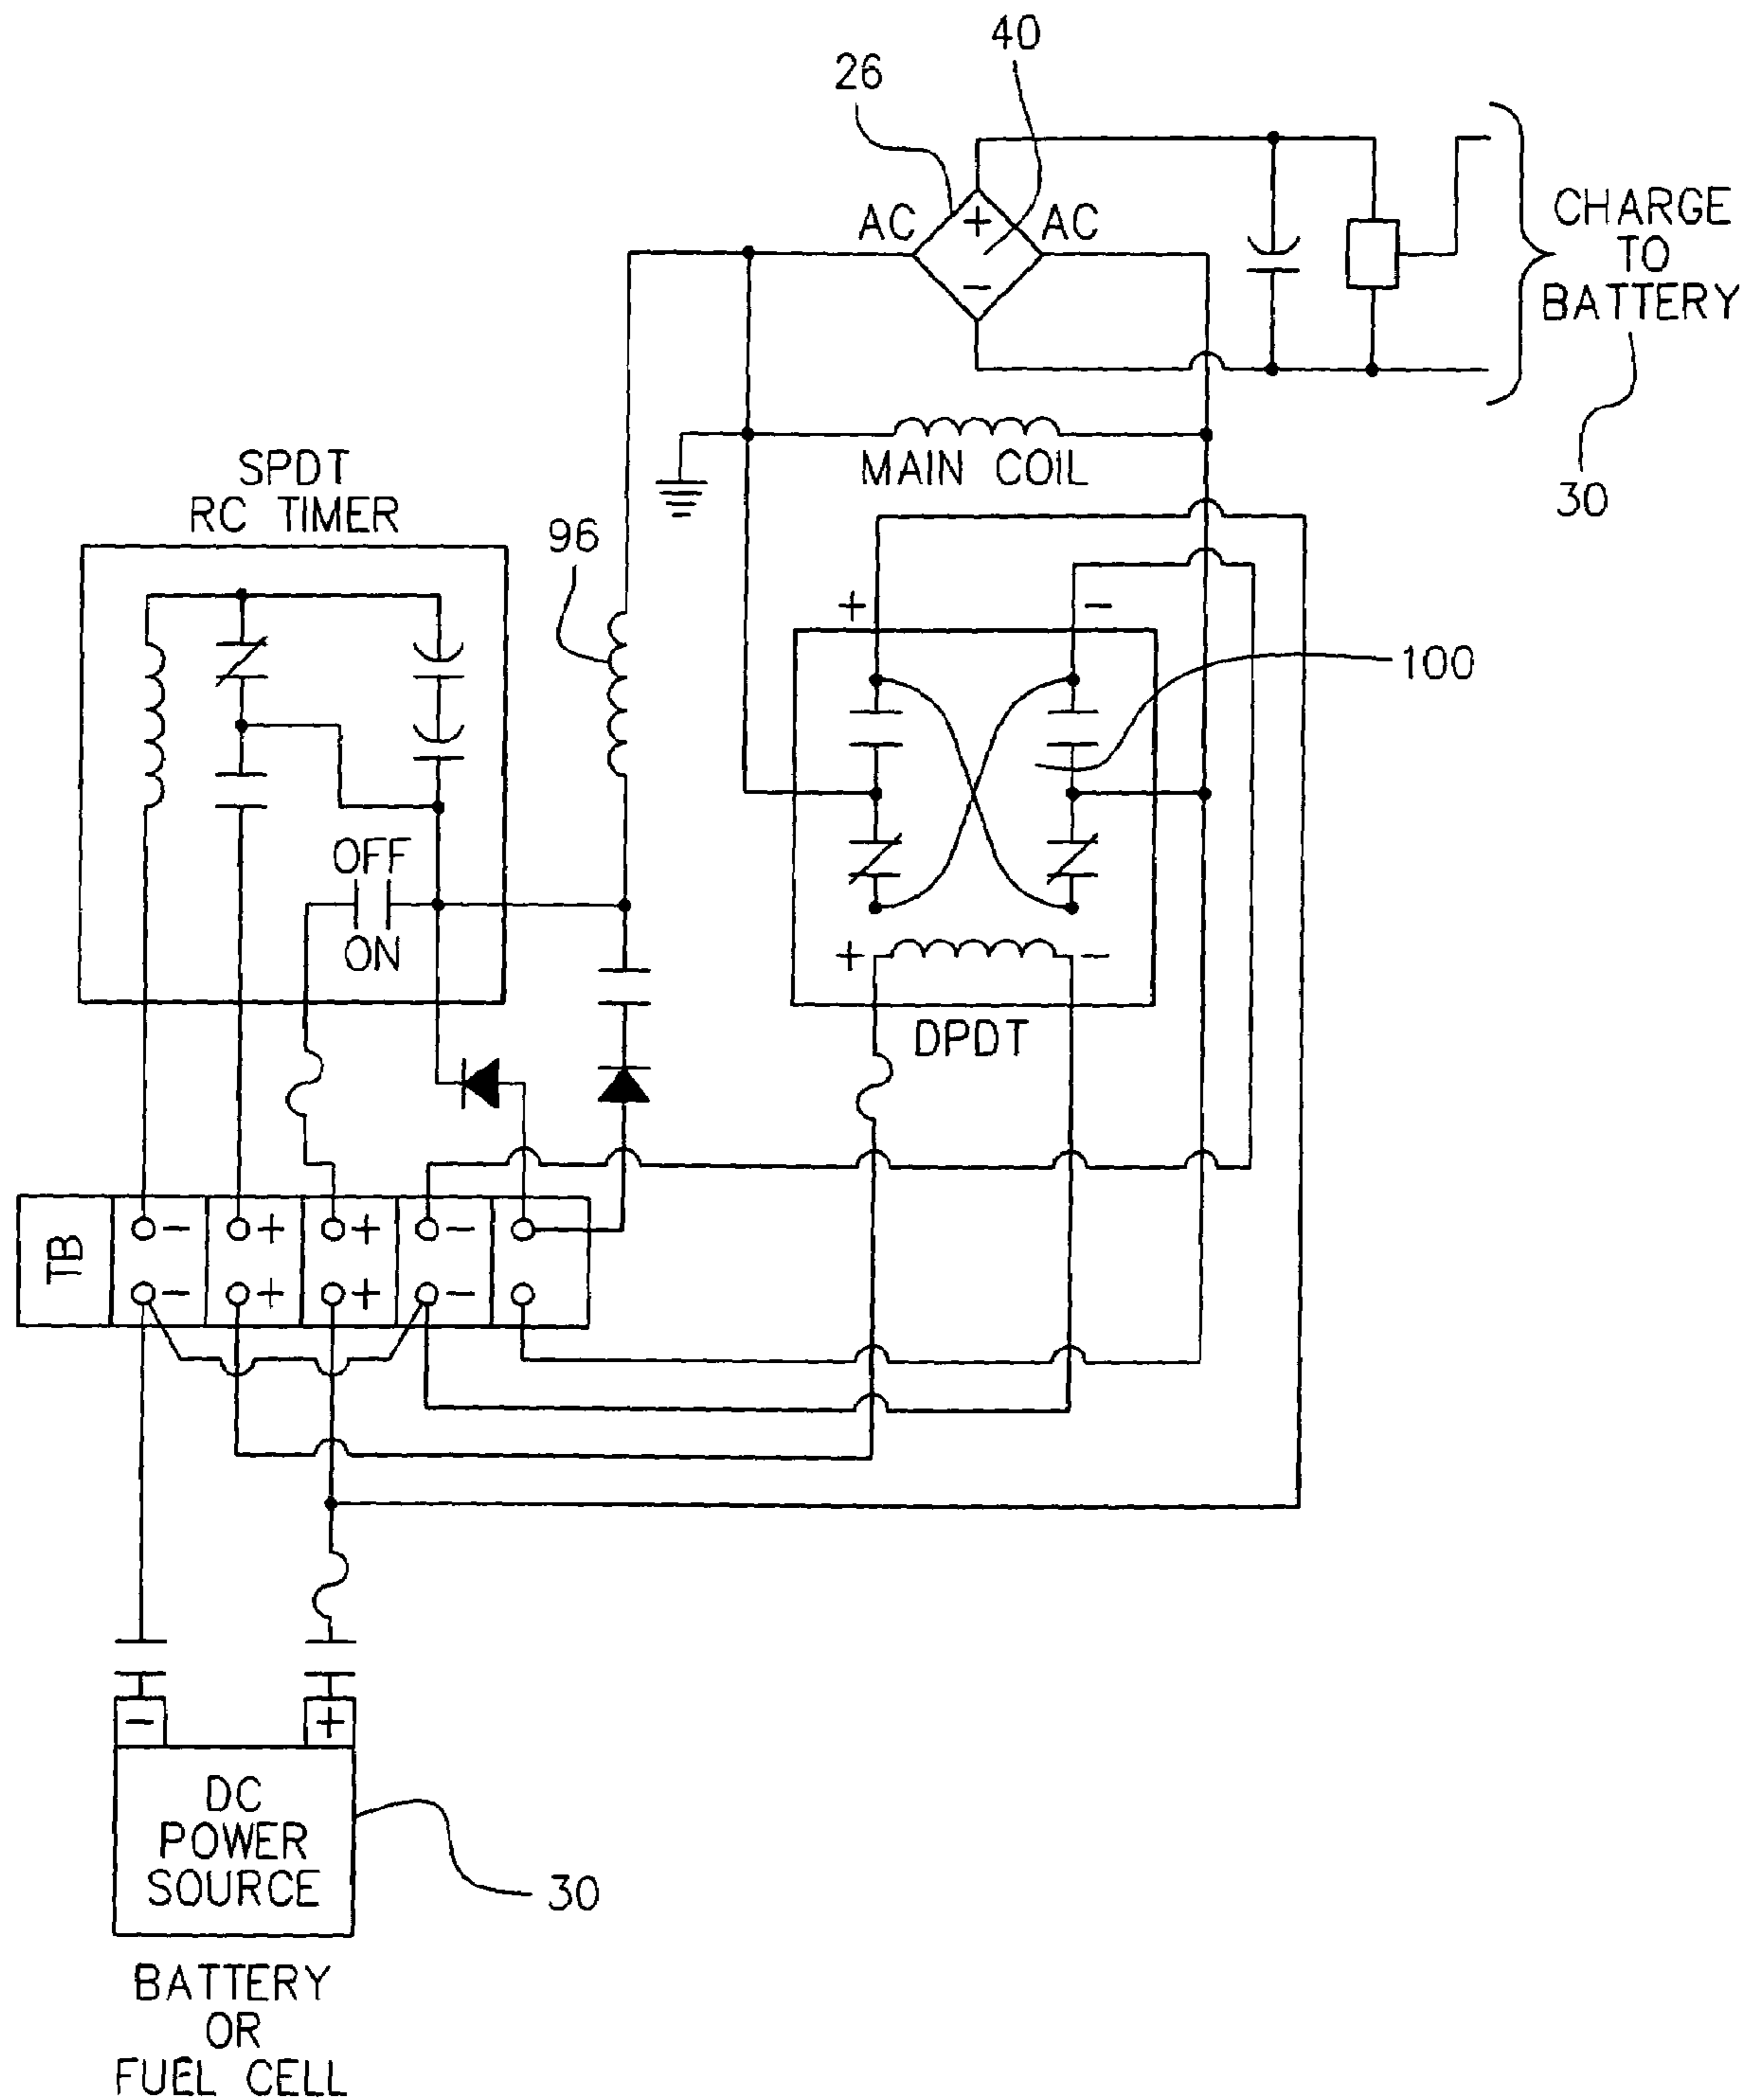 40
26
AC
+
AC
−
CHARGE
TO
BATTERY
30
MAIN COIL
SPDT
RC TIMER
96
+
−
100
OFF
ON
+
−
DPDT
TB
− + + −
− + + −
− +
DC
POWER
SOURCE
30
BATTERY
OR
FUEL CELL